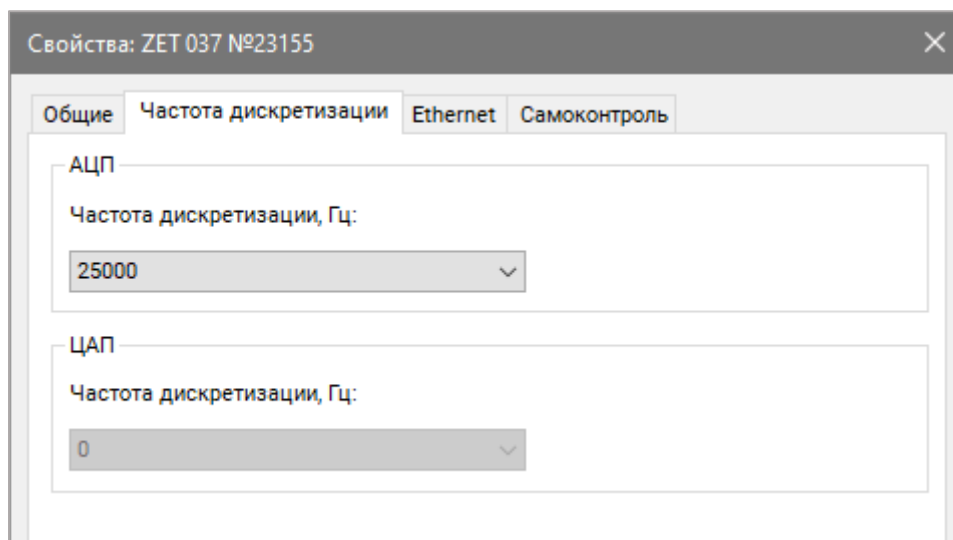 Свойства: ZET 037 №23155
Общие Частота дискретизации Ethernet Самоконтроль
АЦП
Частота дискретизации, Гц:
25000
ЦАП
Частота дискретизации, Гц:
0